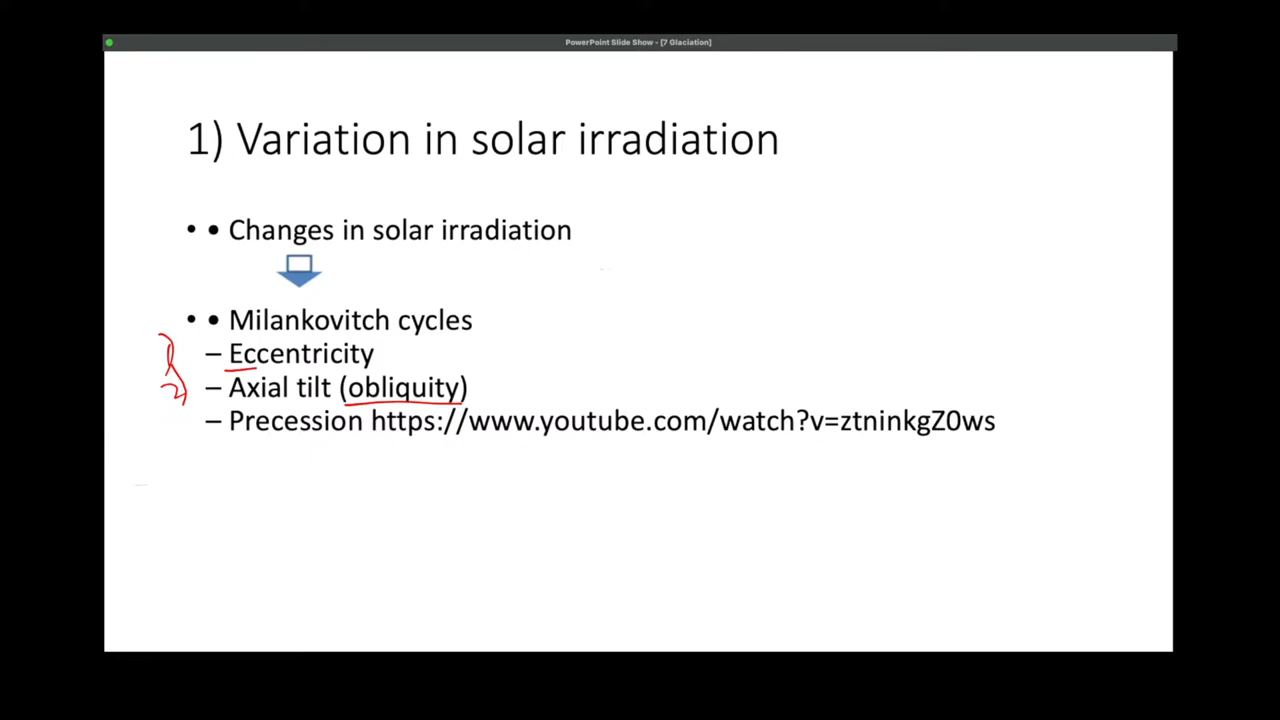 PowerPoint Slide Show - [7 Glaciation]
1) Variation in solar irradiation
• • Changes in solar irradiation
• • Milankovitch cycles
– Eccentricity
– Axial tilt (obliquity)
– Precession https://www.youtube.com/watch?v=ztninkgZ0ws